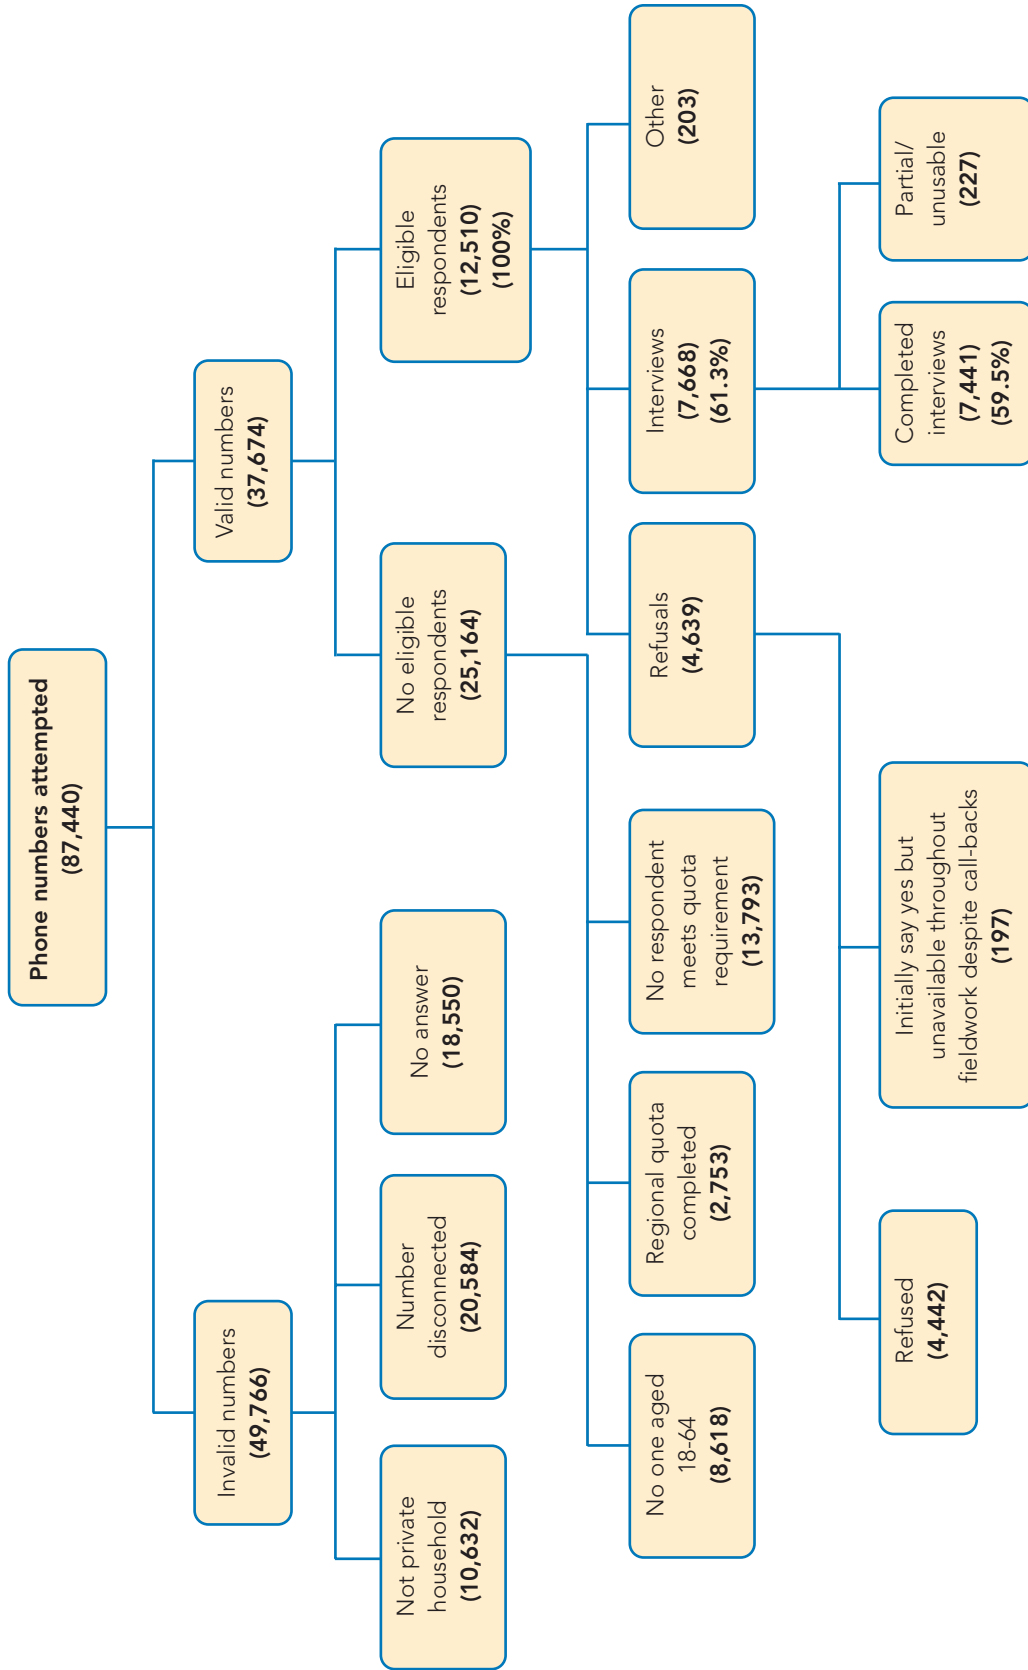 Phone numbers attempted
(87,440)
Invalid numbers
(49,766)
Valid numbers
(37,674)
Not private
household
(10,632)
Number
disconnected
(20,584)
No answer
(18,550)
No eligible
respondents
(25,164)
Eligible
respondents
(12,510)
(100%)
No one aged
18-64
(8,618)
Regional quota
completed
(2,753)
No respondent
meets quota
requirement
(13,793)
Refusals
(4,639)
Interviews
(7,668)
(61.3%)
Other
(203)
Refused
(4,442)
Initially say yes but
unavailable throughout
fieldwork despite call-backs
(197)
Completed
interviews
(7,441)
(59.5%)
Partial/
unusable
(227)